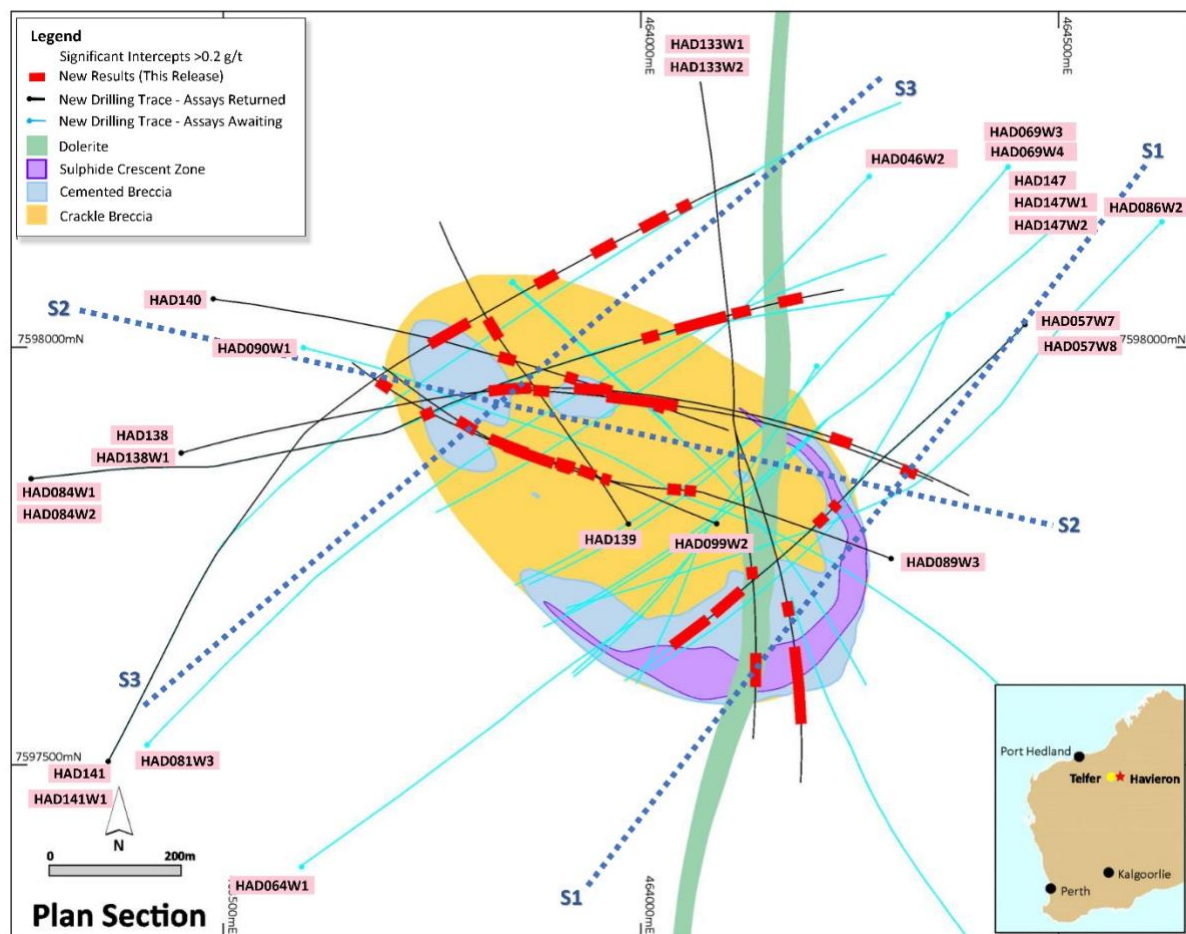 Legend
Significant Intercepts >0.2 g/t
New Results (This Release)
New Drilling Trace - Assays Returned
New Drilling Trace - Assays Awaiting
Dolerite
Sulphide Crescent Zone
Cemented Breccia
Crackle Breccia
464000mE
464500mE
HAD133W1
HAD133W2
S3
HAD046W2
HAD069W3
HAD069W4
HAD147
HAD147W1
HAD147W2
S1
HAD086W2
S2
HAD140
7598000mN
HAD090W1
HAD057W7
HAD057W8
7598000mN
HAD138
HAD138W1
HAD084W1
HAD084W2
HAD139
HAD099W2
S2
HAD089W3
S3
7597500mN
HAD141
HAD141W1
HAD081W3
N
0 200m
HAD064W1
S1
Plan Section
500mE
464000mE
Port Hedland
Telfer
Havieron
Kalgoorlie
Perth